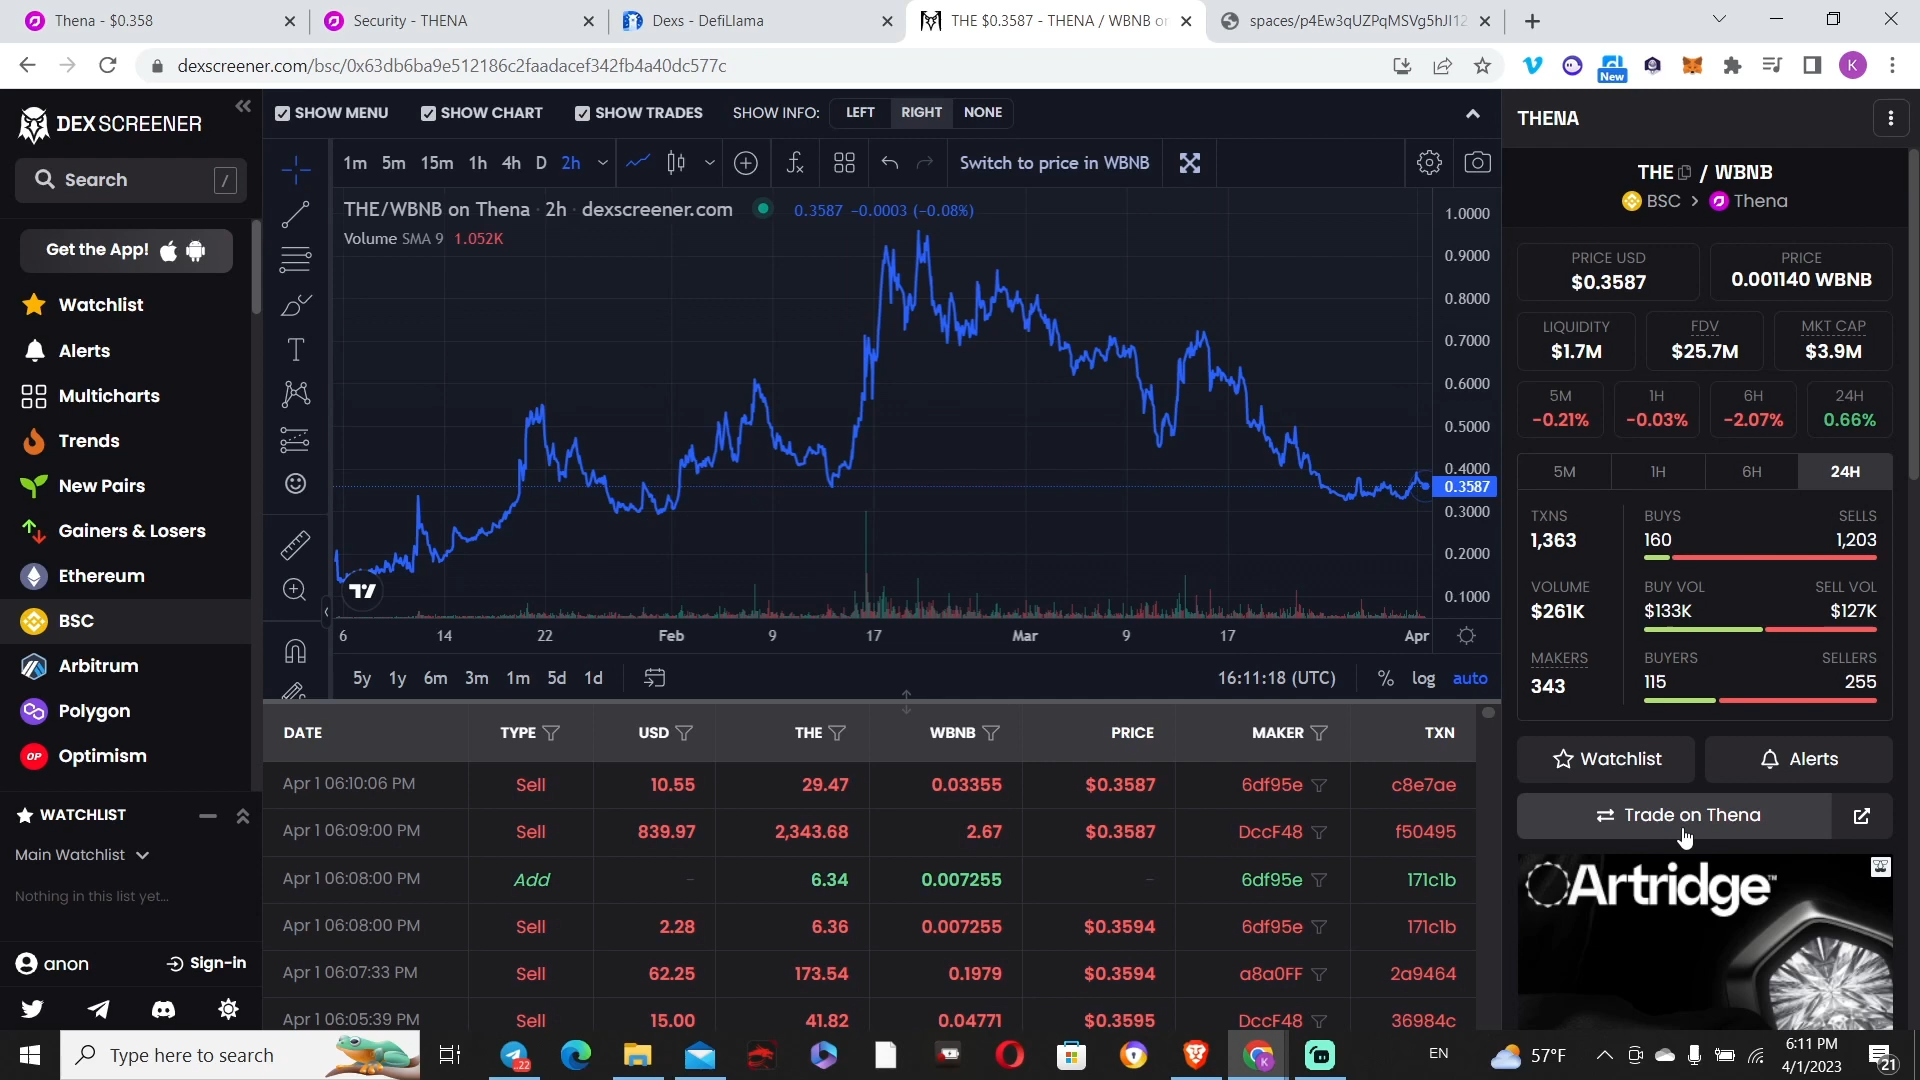 Thena - $0.358
Security - THENA
Dexs - DefiLlama
THE $0.3587 - THENA / WBNB on
spaces/p4Ew3qUZPqMSVg5hJl12
dexscreener.com/bsc/0x63db6ba9e512186c2faadacef342fb4a40dc577c
New
K
DEX SCREENER
Search /
Get the App!
Watchlist
Alerts
Multicharts
Trends
New Pairs
Gainers & Losers
Ethereum
BSC
Arbitrum
Polygon
OP Optimism
WATCHLIST
Main Watchlist
Nothing in this list yet...
anon
Sign-in
SHOW MENU
SHOW CHART
SHOW TRADES
SHOW INFO:
LEFT
RIGHT
NONE
1m 5m 15m 1h 4h D 2h
Switch to price in WBNB
THE/WBNB on Thena · 2h · dexscreener.com
0.3587 -0.0003 (-0.08%)
Volume SMA 9 1.052K
1.0000
0.9000
0.8000
0.7000
0.6000
0.5000
0.4000
0.3587
0.3000
0.2000
0.1000
6 14 22 Feb 9 17 Mar 9 17 Apr
5y 1y 6m 3m 1m 5d 1d
16:11:18 (UTC)
% log auto
DATE TYPE USD THE WBNB PRICE MAKER TXN
Apr 1 06:10:06 PM Sell 10.55 29.47 0.03355 $0.3587 6df95e c8e7ae
Apr 1 06:09:00 PM Sell 839.97 2,343.68 2.67 $0.3587 DccF48 f50495
Apr 1 06:08:00 PM Add - 6.34 0.007255 - 6df95e 171c1b
Apr 1 06:08:00 PM Sell 2.28 6.36 0.007255 $0.3594 6df95e 171c1b
Apr 1 06:07:33 PM Sell 62.25 173.54 0.1979 $0.3594 a8a0FF 2a9464
Apr 1 06:05:39 PM Sell 15.00 41.82 0.04771 $0.3595 DccF48 36984c
THENA
THE / WBNB
BSC > Thena
PRICE USD
$0.3587
PRICE
0.001140 WBNB
LIQUIDITY
$1.7M
FDV
$25.7M
MKT CAP
$3.9M
5M
-0.21%
1H
-0.03%
6H
-2.07%
24H
0.66%
5M 1H 6H 24H
TXNS
1,363
BUYS SELLS
160 1,203
VOLUME
$261K
BUY VOL SELL VOL
$133K $127K
MAKERS
343
BUYERS SELLERS
115 255
Watchlist
Alerts
Trade on Thena
Artridge™
Type here to search
22
K
EN
57°F
6:11 PM
4/1/2023
21